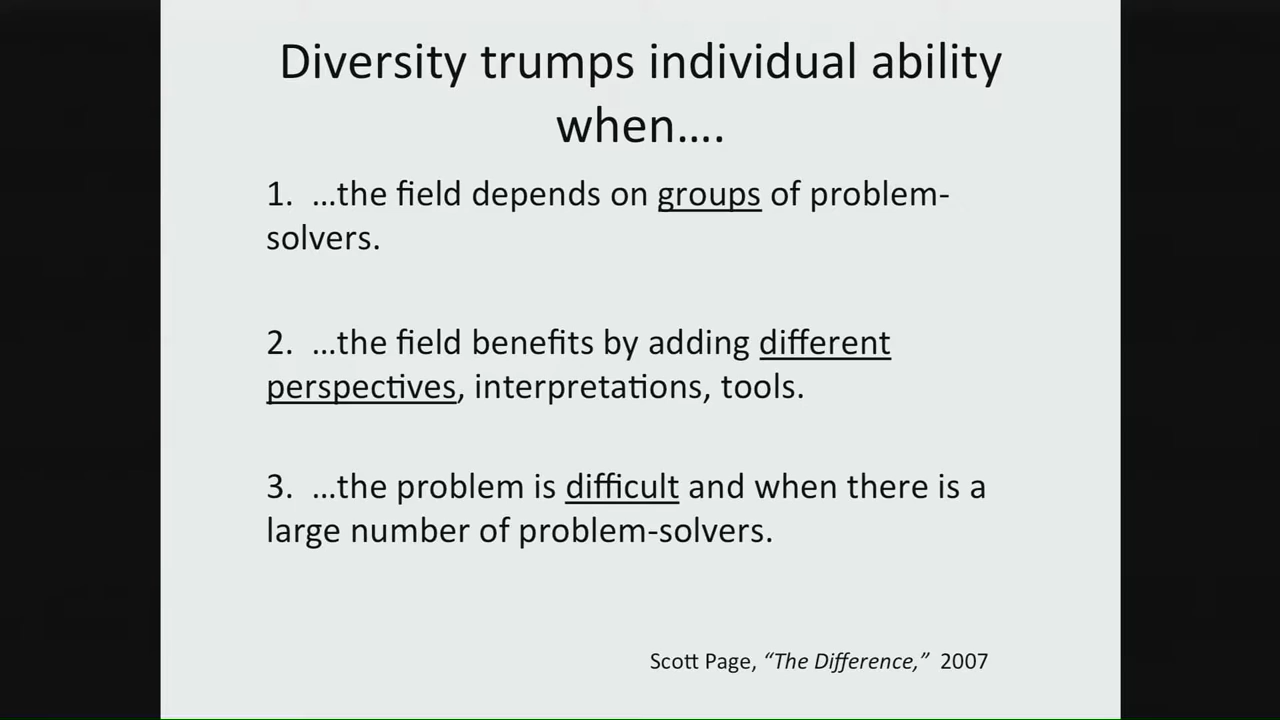 Diversity trumps individual ability
when....
1. ...the field depends on groups of problem-
solvers.
2. ...the field benefits by adding different
perspectives, interpretations, tools.
3. ...the problem is difficult and when there is a
large number of problem-solvers.
Scott Page, “The Difference,” 2007